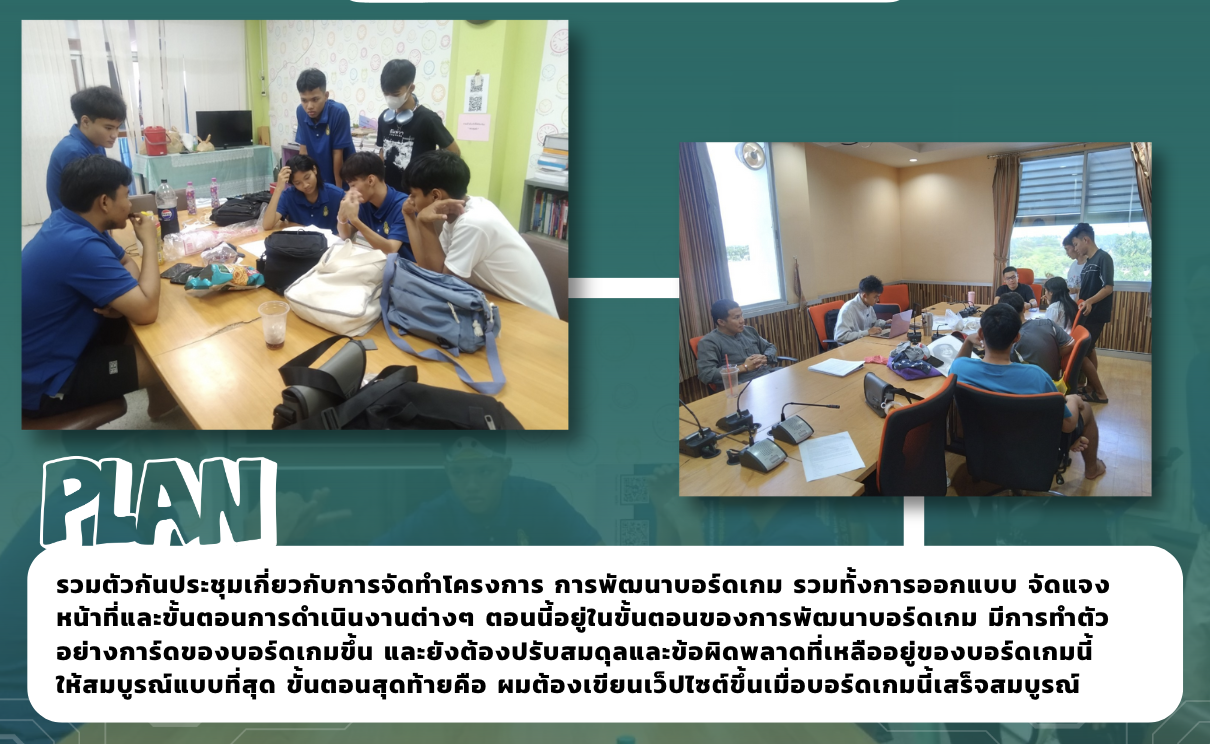 PLAN
รวมตัวกันประชุมเกี่ยวกับการจัดทำโครงการ การพัฒนาบอร์ดเกม รวมทั้งการออกแบบ จัดแจง
หน้าที่และขั้นตอนการดำเนินงานต่างๆ ตอนนี้อยู่ในขั้นตอนของการพัฒนาบอร์ดเกม มีการทำตัว
อย่างการ์ดของบอร์ดเกมขึ้น และยังต้องปรับสมดุลและข้อผิดพลาดที่เหลืออยู่ของบอร์ดเกมนี้
ให้สมบูรณ์แบบที่สุด ขั้นตอนสุดท้ายคือ ผมต้องเขียนเว็ปไซต์ขึ้นเมื่อบอร์ดเกมนี้เสร็จสมบูรณ์